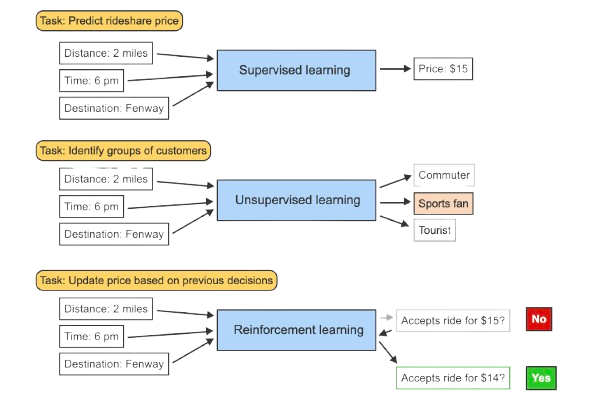 Task: Predict rideshare price
Distance: 2 miles
Time: 6 pm
Destination: Fenway
Supervised learning
Price: $15
Task: Identify groups of customers
Distance: 2 miles
Time: 6 pm
Destination: Fenway
Unsupervised learning
Commuter
Sports fan
Tourist
Task: Update price based on previous decisions
Distance: 2 miles
Time: 6 pm
Destination: Fenway
Reinforcement learning
Accepts ride for $15?
No
Accepts ride for $14?
Yes